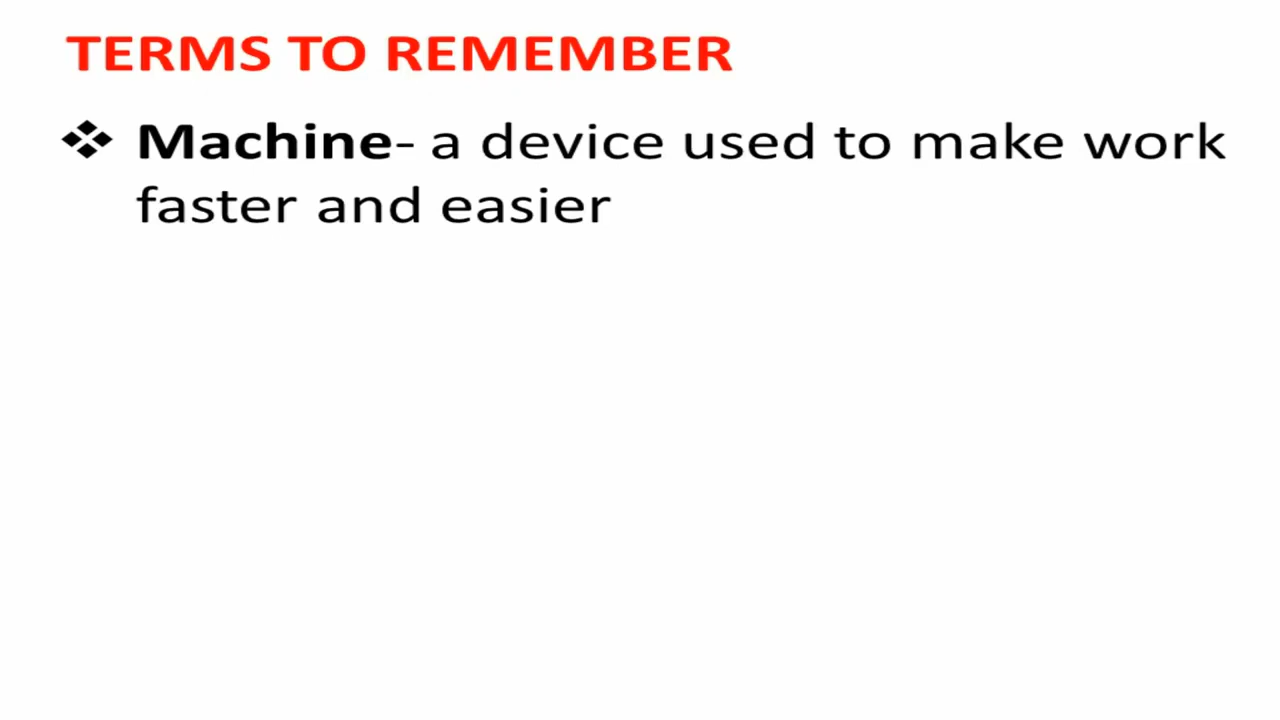 TERMS TO REMEMBER
❖ Machine- a device used to make work
faster and easier